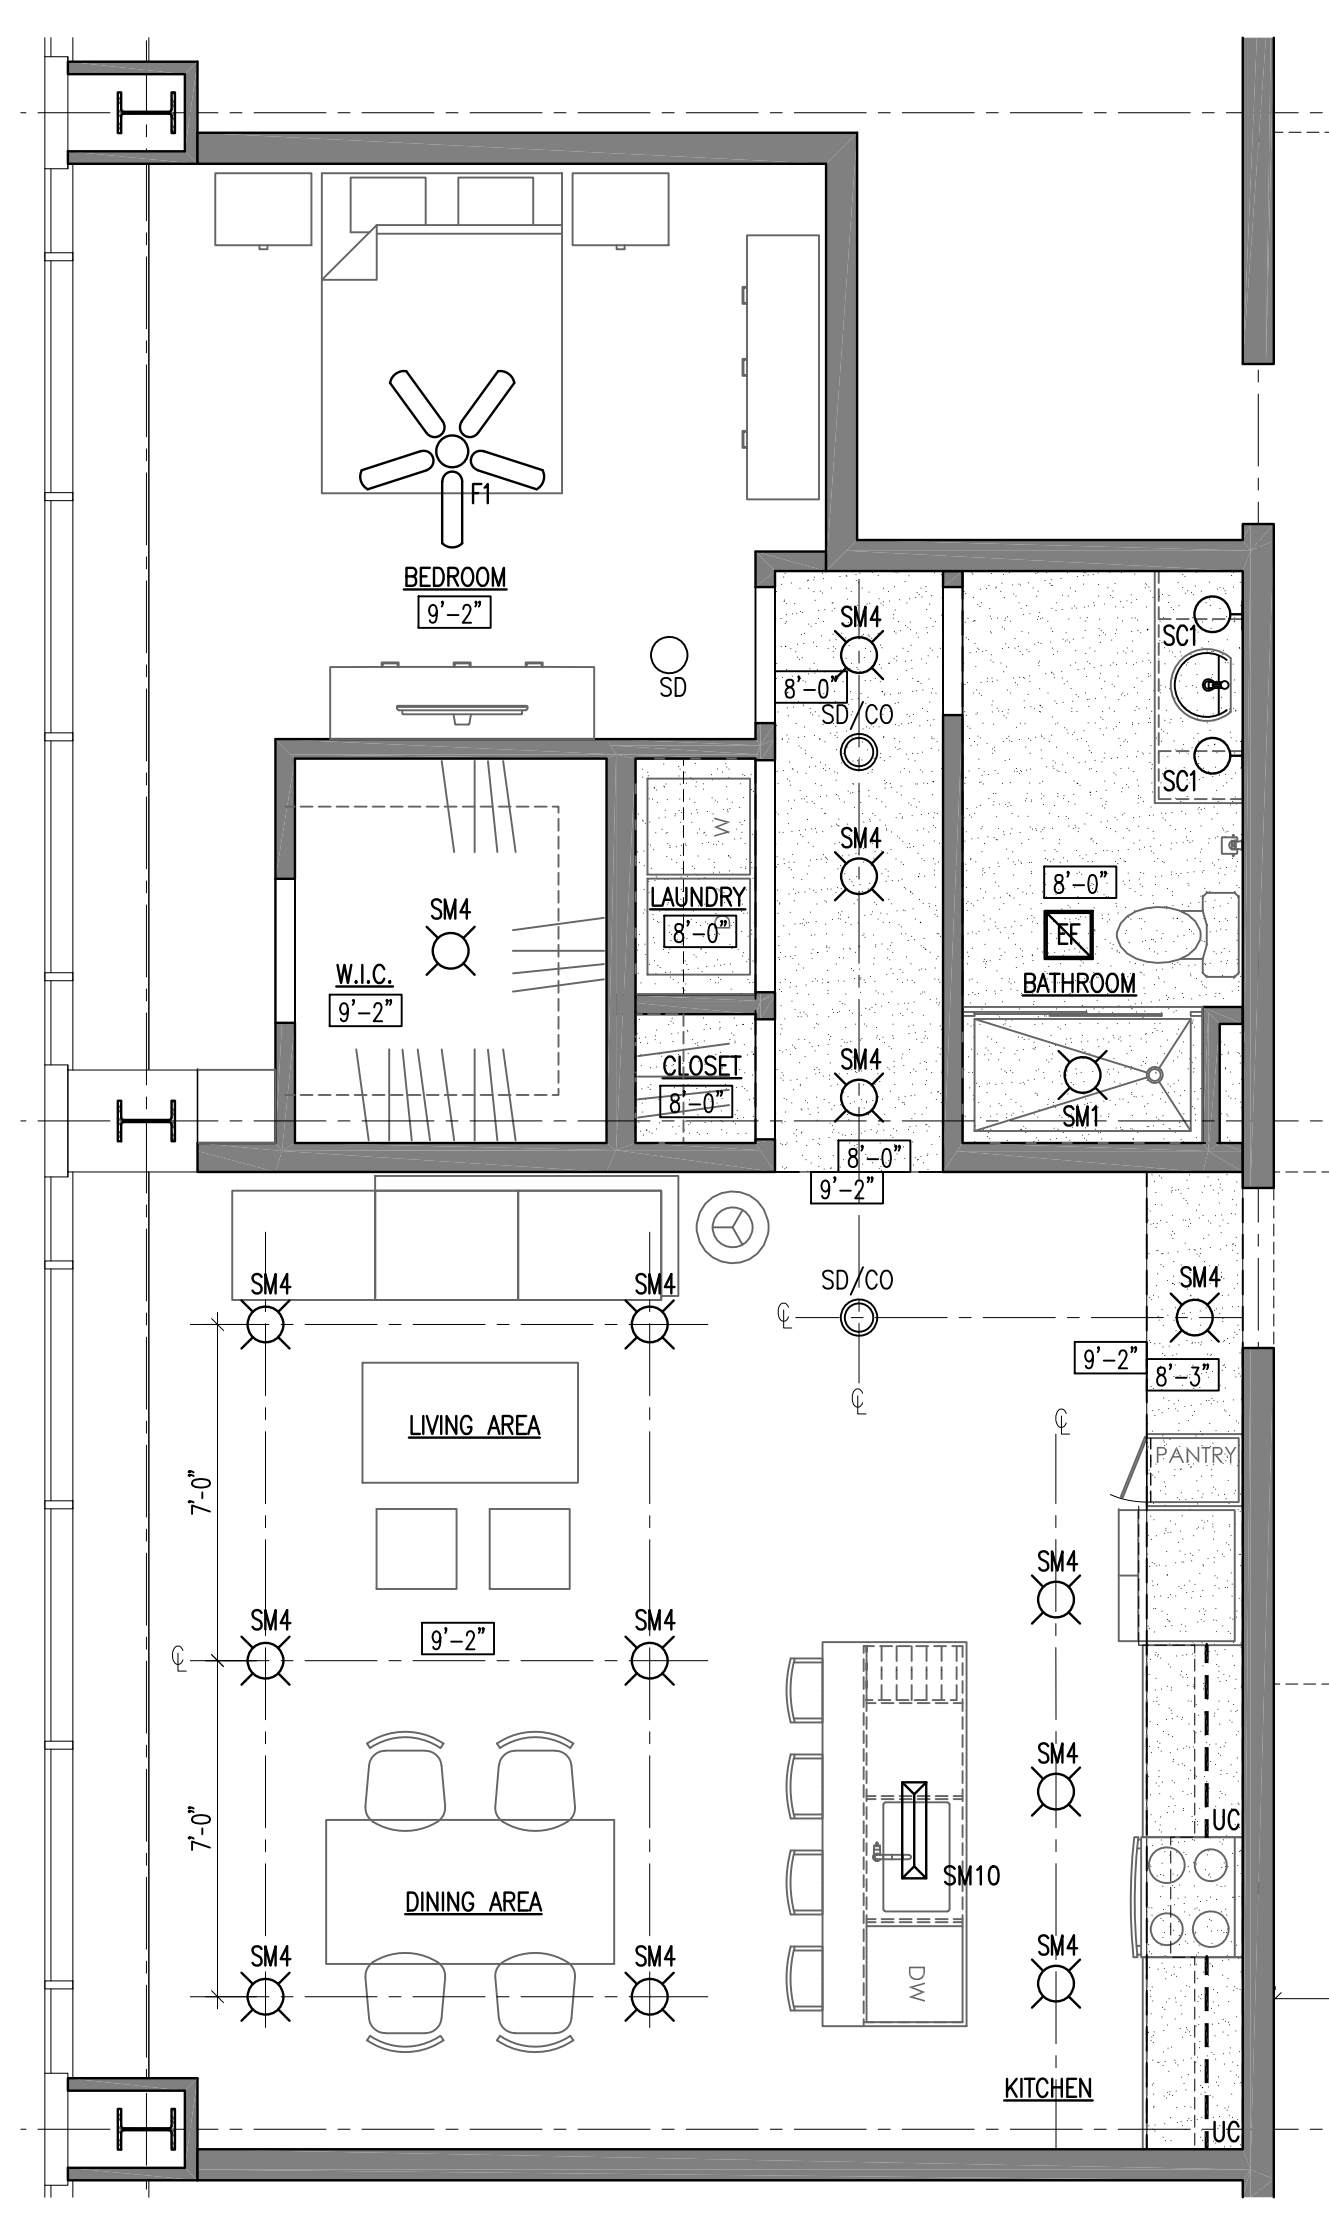 F1
BEDROOM
9'-2"
SD
SM4
8'-0"
SD/CO
SC1
SC1
SM4
W
LAUNDRY
8'-0"
8'-0"
EF
BATHROOM
SM4
W.I.C.
9'-2"
CLOSET
8'-0"
SM4
SM1
8'-0"
9'-2"
SM4
SM4
SD/CO
SM4
℄
9'-2"
8'-3"
℄
℄
LIVING AREA
PANTRY
7'-0"
SM4
SM4
SM4
9'-2"
℄
SM4
7'-0"
UC
SM10
DINING AREA
SM4
SM4
SM4
DW
KITCHEN
UC